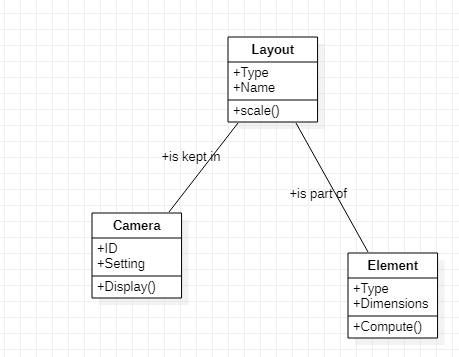 Layout
+Type
+Name
+scale()
+is kept in
+is part of
Camera
+ID
+Setting
+Display()
Element
+Type
+Dimensions
+Compute()